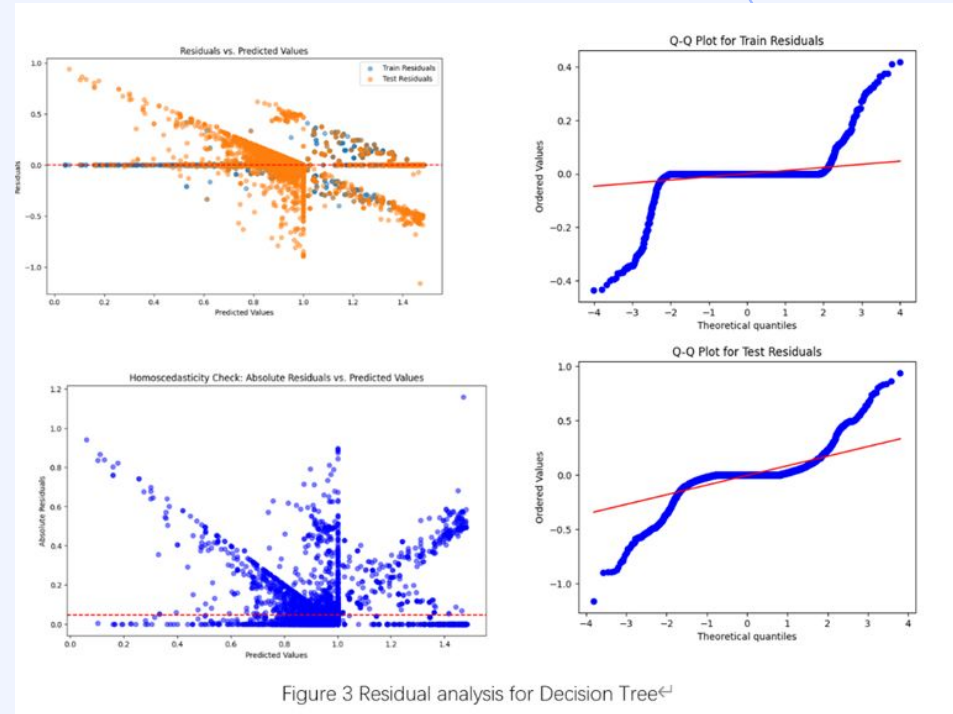 Residuals vs. Predicted Values
Train Residuals
Test Residuals
1.0
0.5
0.0
−0.5
−1.0
Residuals
0.0 0.2 0.4 0.6 0.8 1.0 1.2 1.4
Predicted Values
Q-Q Plot for Train Residuals
0.4
0.2
0.0
−0.2
−0.4
Ordered Values
−4 −3 −2 −1 0 1 2 3 4
Theoretical quantiles
Homoscedasticity Check: Absolute Residuals vs. Predicted Values
1.2
1.0
0.8
0.6
0.4
0.2
0.0
Absolute Residuals
0.0 0.2 0.4 0.6 0.8 1.0 1.2 1.4
Predicted Values
Q-Q Plot for Test Residuals
1.0
0.5
0.0
−0.5
−1.0
Ordered Values
−4 −3 −2 −1 0 1 2 3 4
Theoretical quantiles
Figure 3 Residual analysis for Decision Tree↵